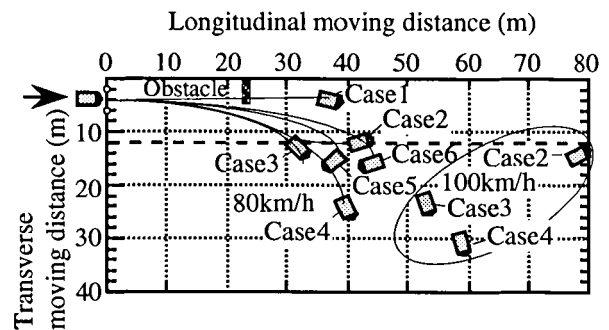 Longitudinal moving distance (m)
0 10 20 30 40 50 60 70 80
Obstacle
Case1
Case2
10
Case3
Case6
Case2
Case5
100km/h
20
80km/h
Case3
Case4
Case4
30
40
Transverse
moving distance (m)